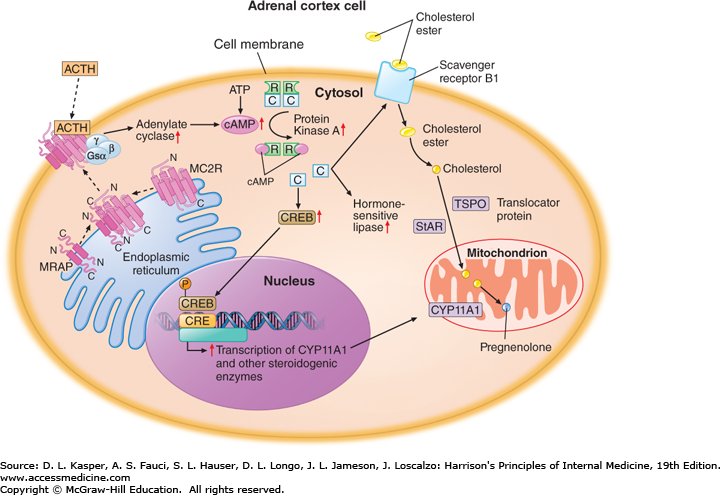 Adrenal cortex cell
Cholesterol
ester
Cell membrane
Scavenger
receptor B1
ACTH
ATP
R R
C C
Cytosol
ACTH
γ
β
Gsα
Adenylate
cyclase
cAMP
Protein
Kinase A
R R
cAMP
Cholesterol
ester
Cholesterol
N
MC2R
C
C
C
C
N
C
N
C
N
N
C
MRAP
N
C
Hormone-
sensitive
lipase
CREB
TSPO
Translocator
protein
StAR
Endoplasmic
reticulum
Mitochondrion
Nucleus
P
CREB
CRE
CYP11A1
Transcription of CYP11A1
and other steroidogenic
enzymes
Pregnenolone
Source: D. L. Kasper, A. S. Fauci, S. L. Hauser, D. L. Longo, J. L. Jameson, J. Loscalzo: Harrison's Principles of Internal Medicine, 19th Edition.
www.accessmedicine.com
Copyright © McGraw-Hill Education. All rights reserved.